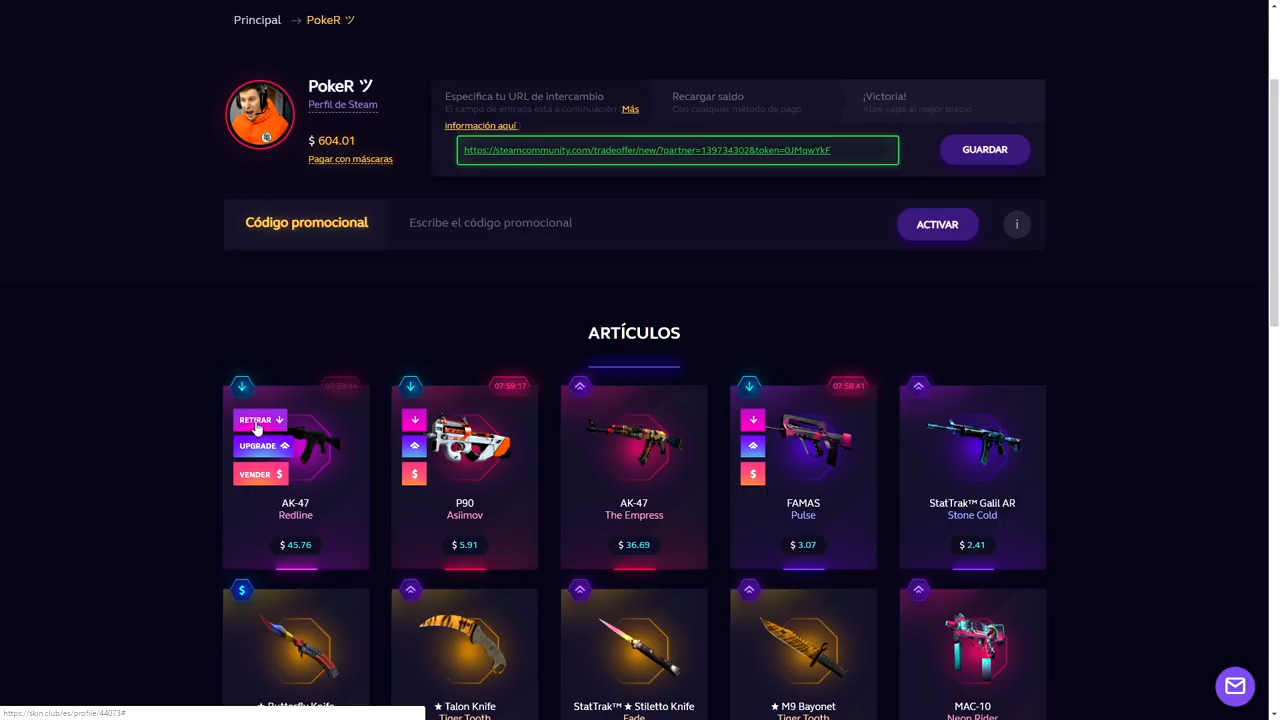 Principal → PokeR ツ
PokeR ツ
Perfil de Steam
$ 604.01
Pagar con máscaras
Especifica tu URL de intercambio
El campo de entrada está a continuación Más
información aquí
Recargar saldo
Con cualquier método de pago
¡Victoria!
Abre cajas al mejor precio
https://steamcommunity.com/tradeoffer/new/?partner=139734302&token=0JMqwYkF
GUARDAR
Código promocional
Escribe el código promocional
ACTIVAR
i
ARTÍCULOS
07:59:17
07:58:41
RETIRAR
UPGRADE
VENDER $
$
$
AK-47
Redline
$ 45.76
P90
Asiimov
$ 5.91
AK-47
The Empress
$ 36.69
FAMAS
Pulse
$ 3.07
StatTrak™ Galil AR
Stone Cold
$ 2.41
$
★ Butterfly Knife
★ Talon Knife
Tiger Tooth
StatTrak™ ★ Stiletto Knife
Fade
★ M9 Bayonet
Tiger Tooth
MAC-10
Neon Rider
https://skin.club/es/profile/44073#